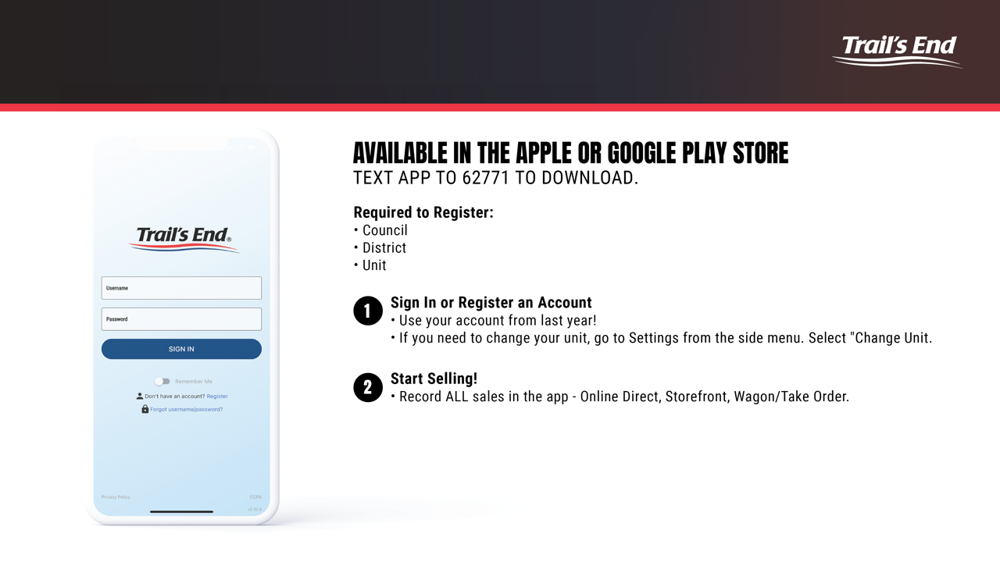 Trail's End
AVAILABLE IN THE APPLE OR GOOGLE PLAY STORE
TEXT APP TO 62771 TO DOWNLOAD.
Required to Register:
• Council
• District
• Unit
1 Sign In or Register an Account
• Use your account from last year!
• If you need to change your unit, go to Settings from the side menu. Select "Change Unit.
2 Start Selling!
• Record ALL sales in the app - Online Direct, Storefront, Wagon/Take Order.
Trail's End®
Username
Password
SIGN IN
Remember Me
Don't have an account? Register
Forgot username/password?
Privacy Policy